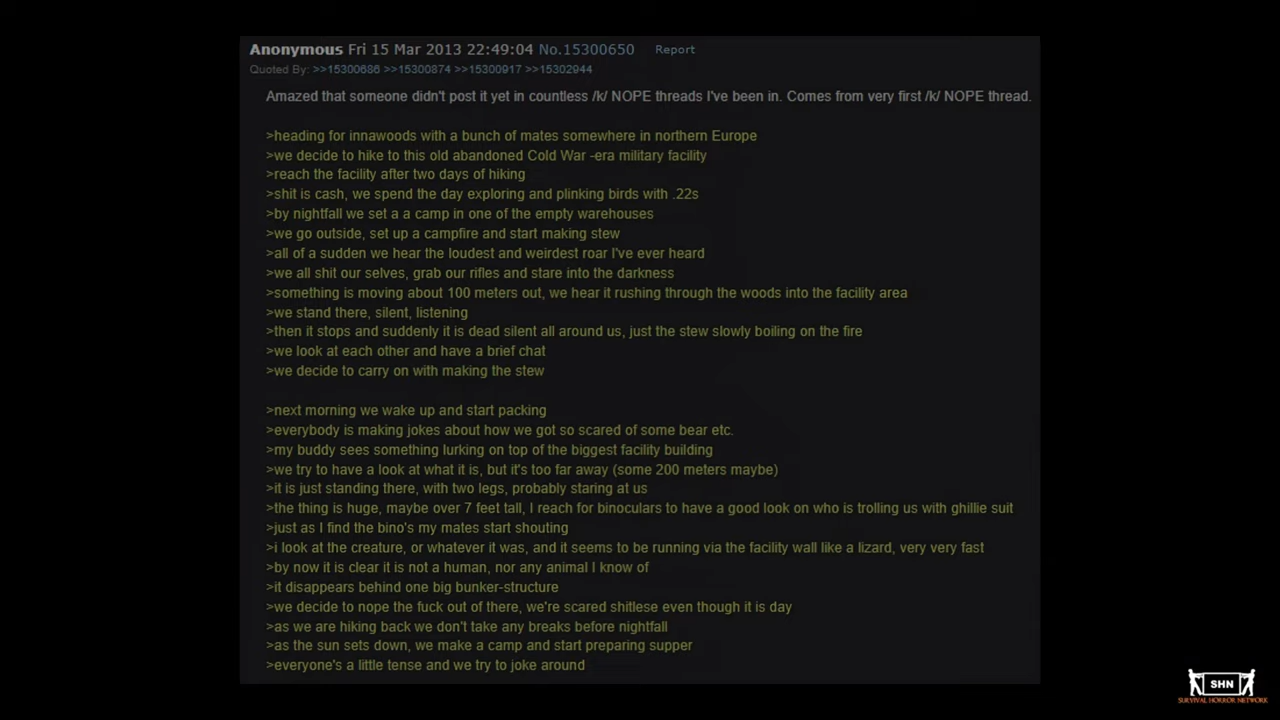 Anonymous Fri 15 Mar 2013 22:49:04 No.15300650 Report
Quoted By: >>15300686 >>15300874 >>15300917 >>15302944
Amazed that someone didn't post it yet in countless /k/ NOPE threads I've been in. Comes from very first /k/ NOPE thread.
>heading for innawoods with a bunch of mates somewhere in northern Europe
>we decide to hike to this old abandoned Cold War -era military facility
>reach the facility after two days of hiking
>shit is cash, we spend the day exploring and plinking birds with .22s
>by nightfall we set a a camp in one of the empty warehouses
>we go outside, set up a campfire and start making stew
>all of a sudden we hear the loudest and weirdest roar I've ever heard
>we all shit our selves, grab our rifles and stare into the darkness
>something is moving about 100 meters out, we hear it rushing through the woods into the facility area
>we stand there, silent, listening
>then it stops and suddenly it is dead silent all around us, just the stew slowly boiling on the fire
>we look at each other and have a brief chat
>we decide to carry on with making the stew
>next morning we wake up and start packing
>everybody is making jokes about how we got so scared of some bear etc.
>my buddy sees something lurking on top of the biggest facility building
>we try to have a look at what it is, but it's too far away (some 200 meters maybe)
>it is just standing there, with two legs, probably staring at us
>the thing is huge, maybe over 7 feet tall, I reach for binoculars to have a good look on who is trolling us with ghillie suit
>just as I find the bino's my mates start shouting
>i look at the creature, or whatever it was, and it seems to be running via the facility wall like a lizard, very very fast
>by now it is clear it is not a human, nor any animal I know of
>it disappears behind one big bunker-structure
>we decide to nope the fuck out of there, we're scared shitlese even though it is day
>as we are hiking back we don't take any breaks before nightfall
>as the sun sets down, we make a camp and start preparing supper
>everyone's a little tense and we try to joke around
SHN
SURVIVAL HORROR NETWORK